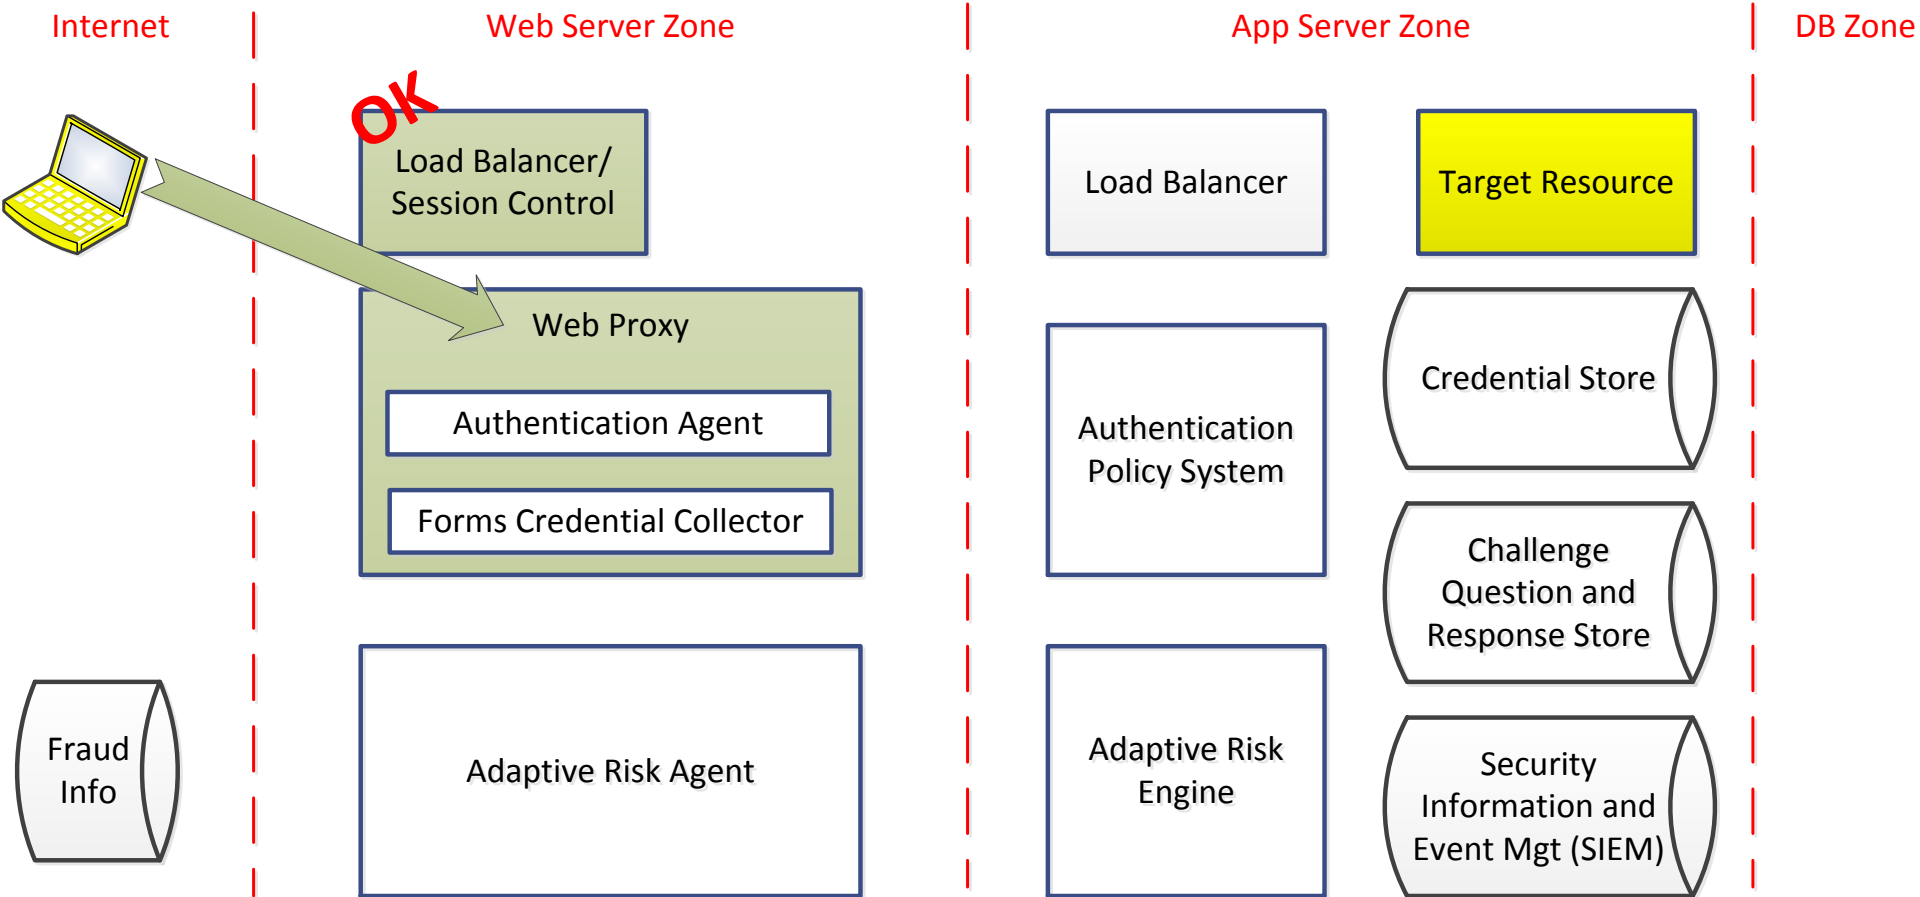 Internet
Web Server Zone
App Server Zone
DB Zone
OK
Load Balancer/
Session Control
Load Balancer
Target Resource
Web Proxy
Authentication Agent
Forms Credential Collector
Authentication
Policy System
Credential Store
Challenge
Question and
Response Store
Fraud
Info
Adaptive Risk Agent
Adaptive Risk
Engine
Security
Information and
Event Mgt (SIEM)